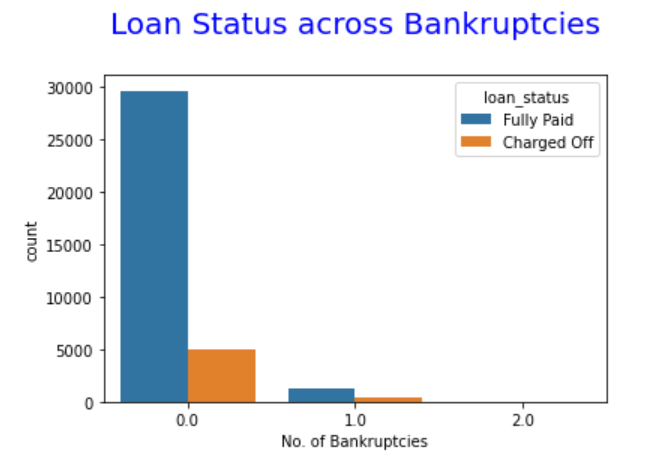 Loan Status across Bankruptcies
loan_status
Fully Paid
Charged Off
30000
25000
20000
15000
10000
5000
0
count
0.0 1.0 2.0
No. of Bankruptcies